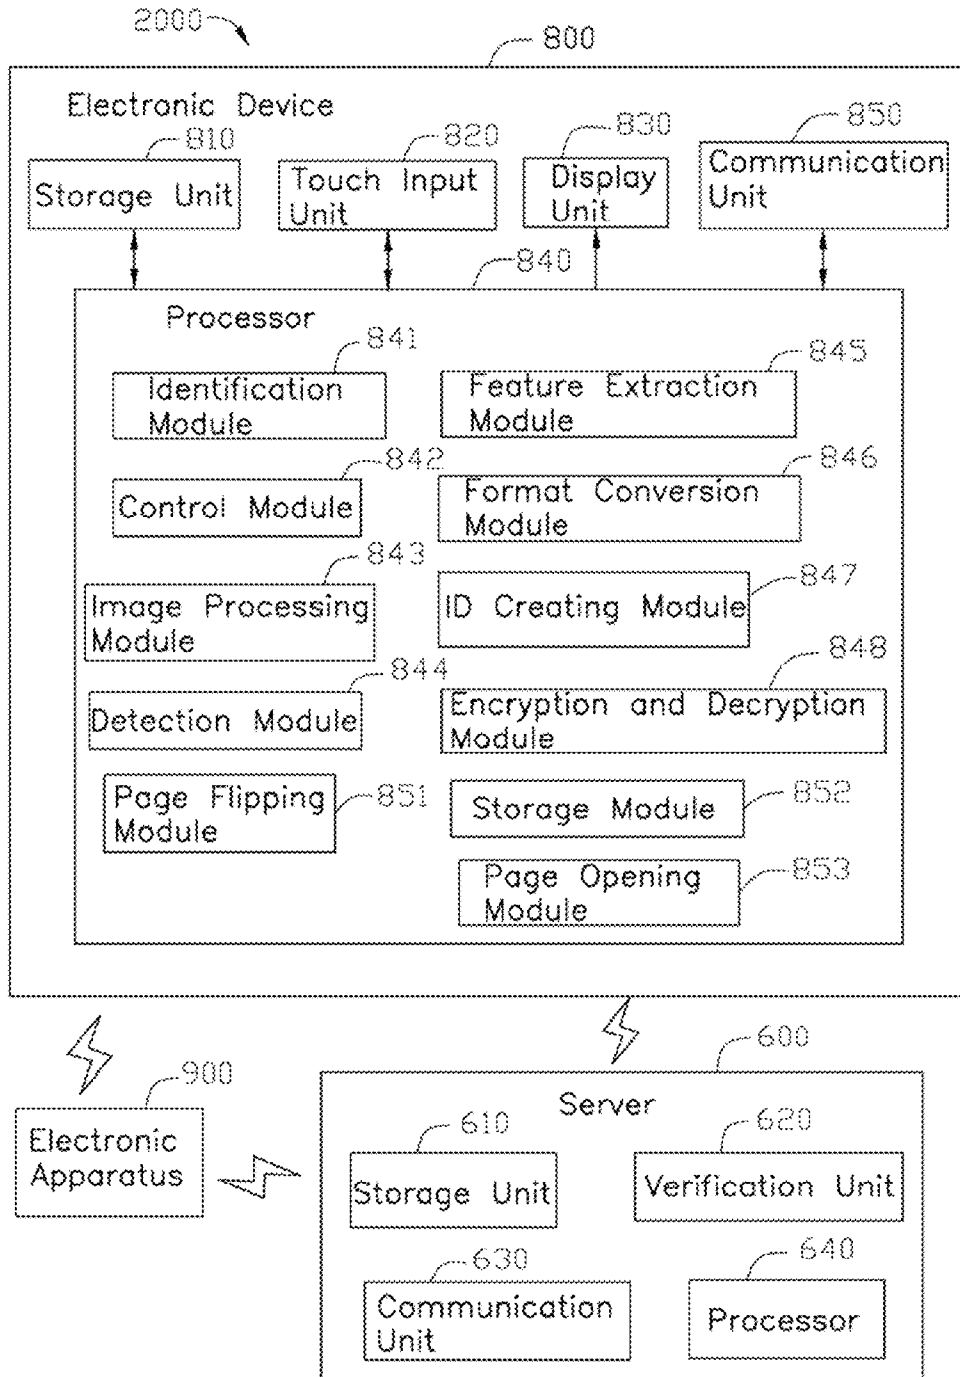 2000
800
Electronic Device
810
820
830
850
Storage Unit
Touch Input
Unit
Display
Unit
Communication
Unit
840
Processor
841
845
Identification
Module
Feature Extraction
Module
842
846
Control Module
Format Conversion
Module
843
847
Image Processing
Module
ID Creating Module
844
848
Detection Module
Encryption and Decryption
Module
Page Flipping
Module
851
Storage Module
852
Page Opening
Module
853
900
600
Electronic
Apparatus
Server
610
620
Storage Unit
Verification Unit
630
640
Communication
Unit
Processor